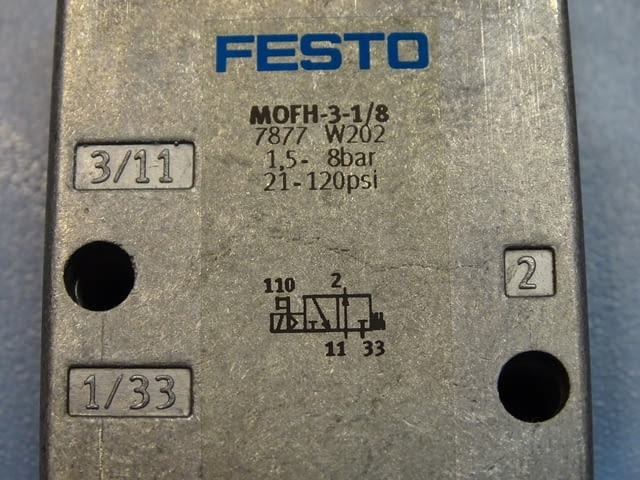 FESTO
MOFH-3-1/8
7877 W202
1,5- 8bar
21-120psi
3/11
2
110 2
11 33
1/33